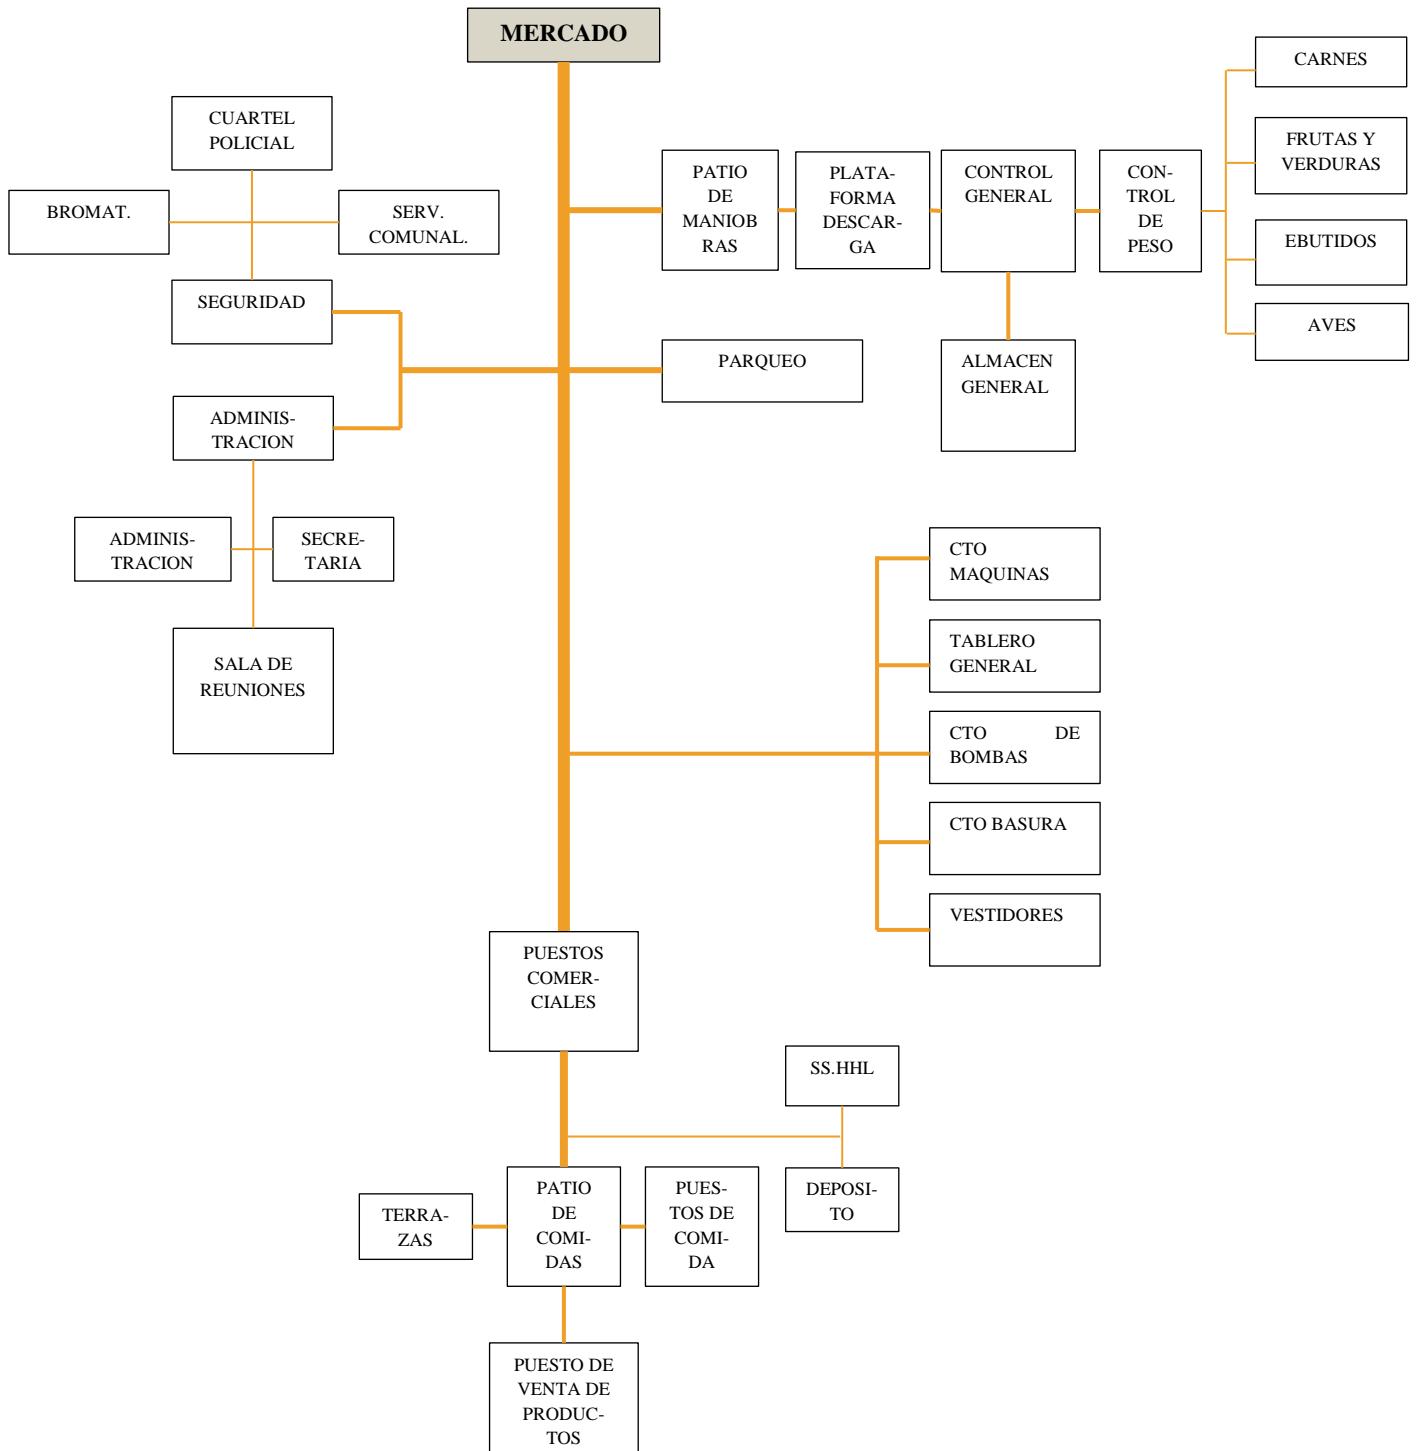 MERCADO
CARNES
CUARTEL
POLICIAL
FRUTAS Y
VERDURAS
PATIO
DE
MANIOB
RAS
PLATA-
FORMA
DESCAR-
GA
CONTROL
GENERAL
CON-
TROL
DE
PESO
BROMAT.
SERV.
COMUNAL.
EBUTIDOS
SEGURIDAD
AVES
PARQUEO
ALMACEN
GENERAL
ADMINIS-
TRACION
ADMINIS-
TRACION
SECRE-
TARIA
CTO
MAQUINAS
SALA DE
REUNIONES
TABLERO
GENERAL
CTO DE
BOMBAS
CTO BASURA
VESTIDORES
PUESTOS
COMER-
CIALES
SS.HHL
TERRA-
ZAS
PATIO
DE
COMI-
DAS
PUES-
TOS DE
COMI-
DA
DEPOSI-
TO
PUESTO DE
VENTA DE
PRODUC-
TOS